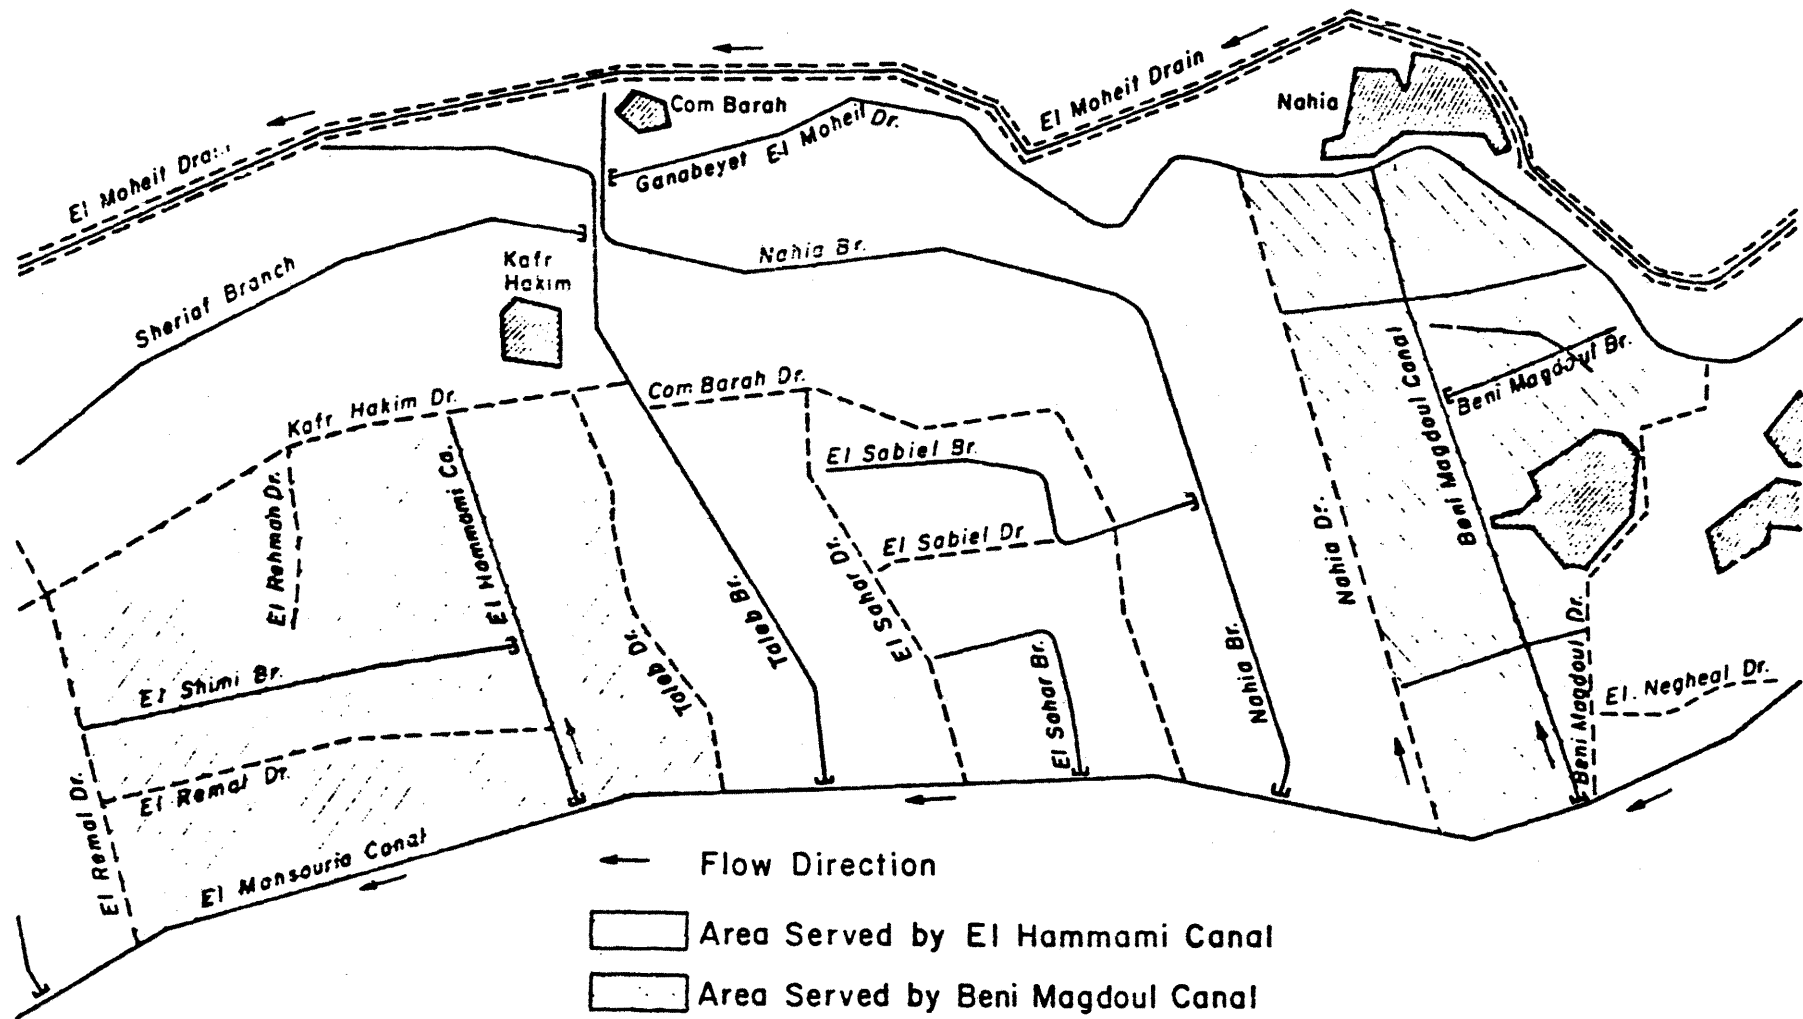 El Moheit Drain
Nahia
Com Barah
Ganabeyet El Moheit Dr.
El Moheit Drain
Sheriat Branch
Kafr
Hakim
Nahia Br.
Beni Magdoul Canal
Beni Magdoul Br.
Com Barah Dr.
Kafr Hakim Dr.
El Sabiel Br.
El Hammami Ca.
El Rehmah Dr.
El Sabiel Dr.
Nahia Dr.
El Sahar Dr.
Taleb Br.
Taleb Dr.
El Shimi Br.
El Sahar Br.
Nahia Br.
Beni Magdoul Dr.
El. Negheal Dr.
El Remal Dr.
El Remal Dr.
El Mansouria Canal
Flow Direction
Area Served by El Hammami Canal
Area Served by Beni Magdoul Canal